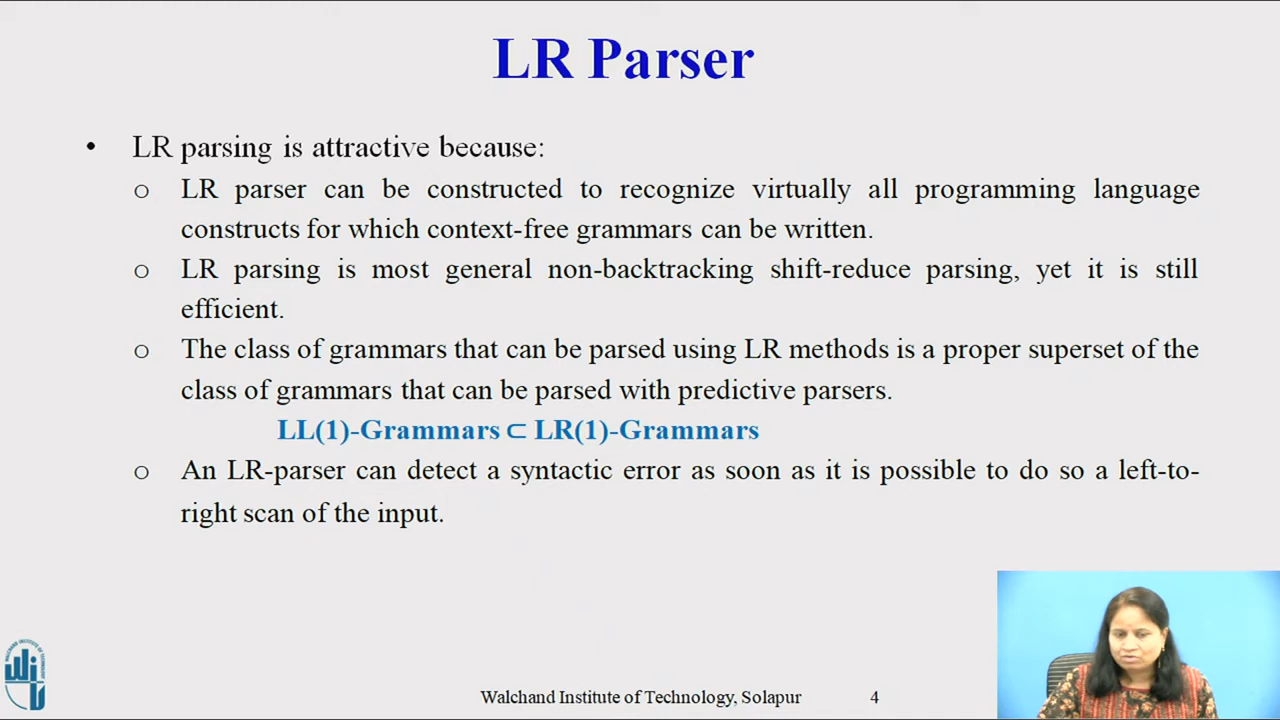 LR Parser
• LR parsing is attractive because:
o LR parser can be constructed to recognize virtually all programming language
constructs for which context-free grammars can be written.
o LR parsing is most general non-backtracking shift-reduce parsing, yet it is still
efficient.
o The class of grammars that can be parsed using LR methods is a proper superset of the
class of grammars that can be parsed with predictive parsers.
LL(1)-Grammars ⊂ LR(1)-Grammars
o An LR-parser can detect a syntactic error as soon as it is possible to do so a left-to-
right scan of the input.
WALCHAND INSTITUTE OF TECHNOLOGY
Walchand Institute of Technology, Solapur 4